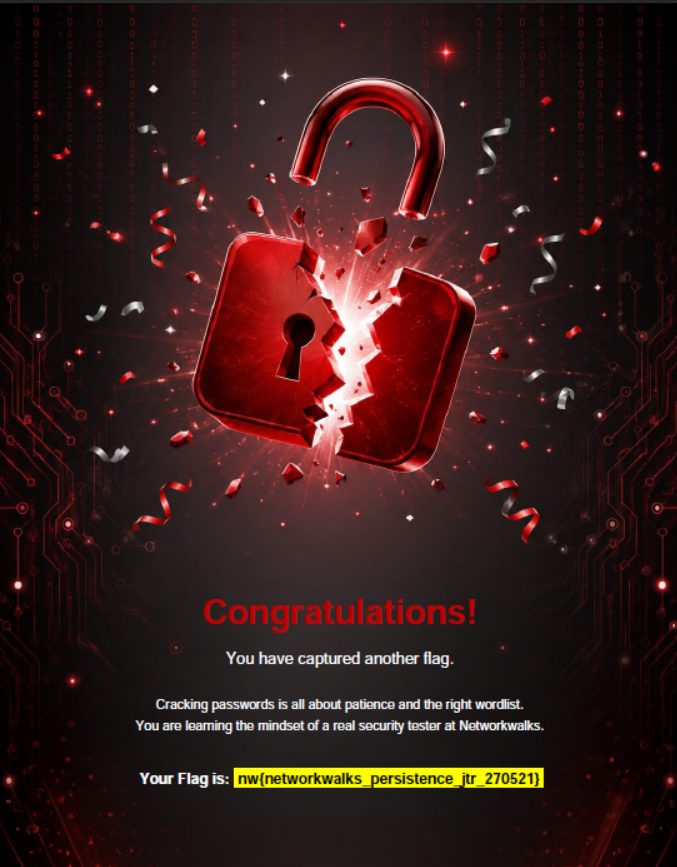 Congratulations!
You have captured another flag.
Cracking passwords is all about patience and the right wordlist.
You are learning the mindset of a real security tester at Networkwalks.
Your Flag is: nw{networkwalks_persistence_jtr_270521}